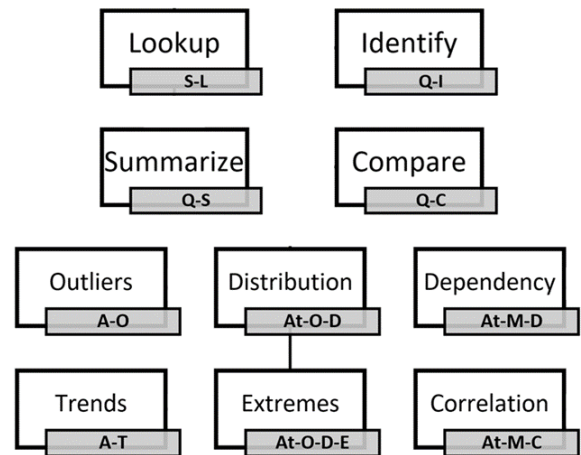 Lookup
S-L
Identify
Q-I
Summarize
Q-S
Compare
Q-C
Outliers
A-O
Distribution
At-O-D
Dependency
At-M-D
Trends
A-T
Extremes
At-O-D-E
Correlation
At-M-C